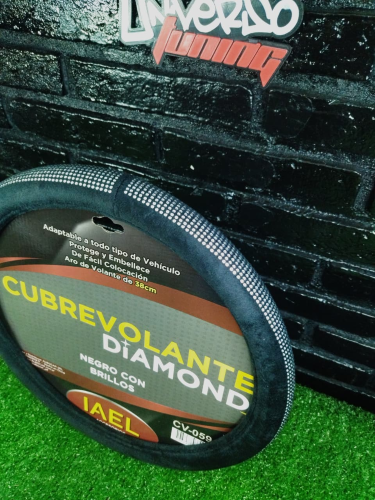 UNIVERSO
tuning
Adaptable a todo tipo de Vehículo
Protege y Embellece
De Fácil Colocación
Aro de Volante de 38cm
CUBREVOLANTE
DiAMOND
NEGRO CON
BRILLOS
IAEL
CV-059